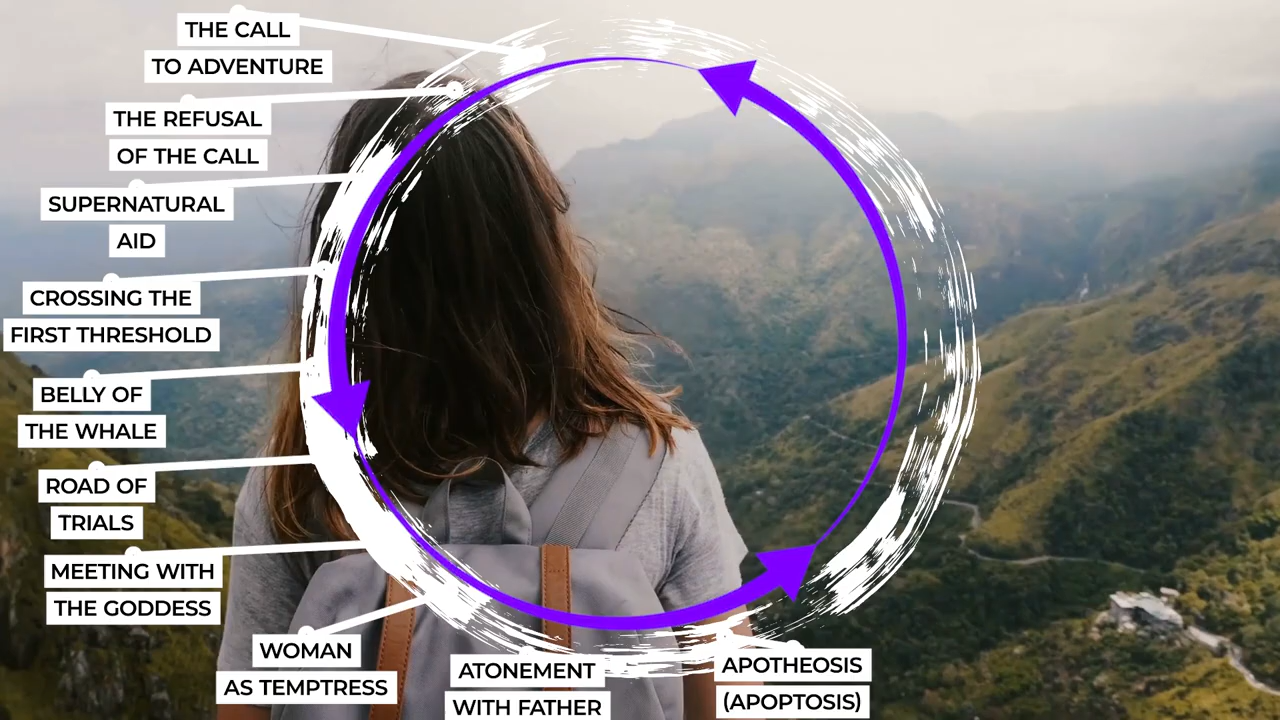 THE CALL
TO ADVENTURE
THE REFUSAL
OF THE CALL
SUPERNATURAL
AID
CROSSING THE
FIRST THRESHOLD
BELLY OF
THE WHALE
ROAD OF
TRIALS
MEETING WITH
THE GODDESS
WOMAN
AS TEMPTRESS
ATONEMENT
WITH FATHER
APOTHEOSIS
(APOPTOSIS)